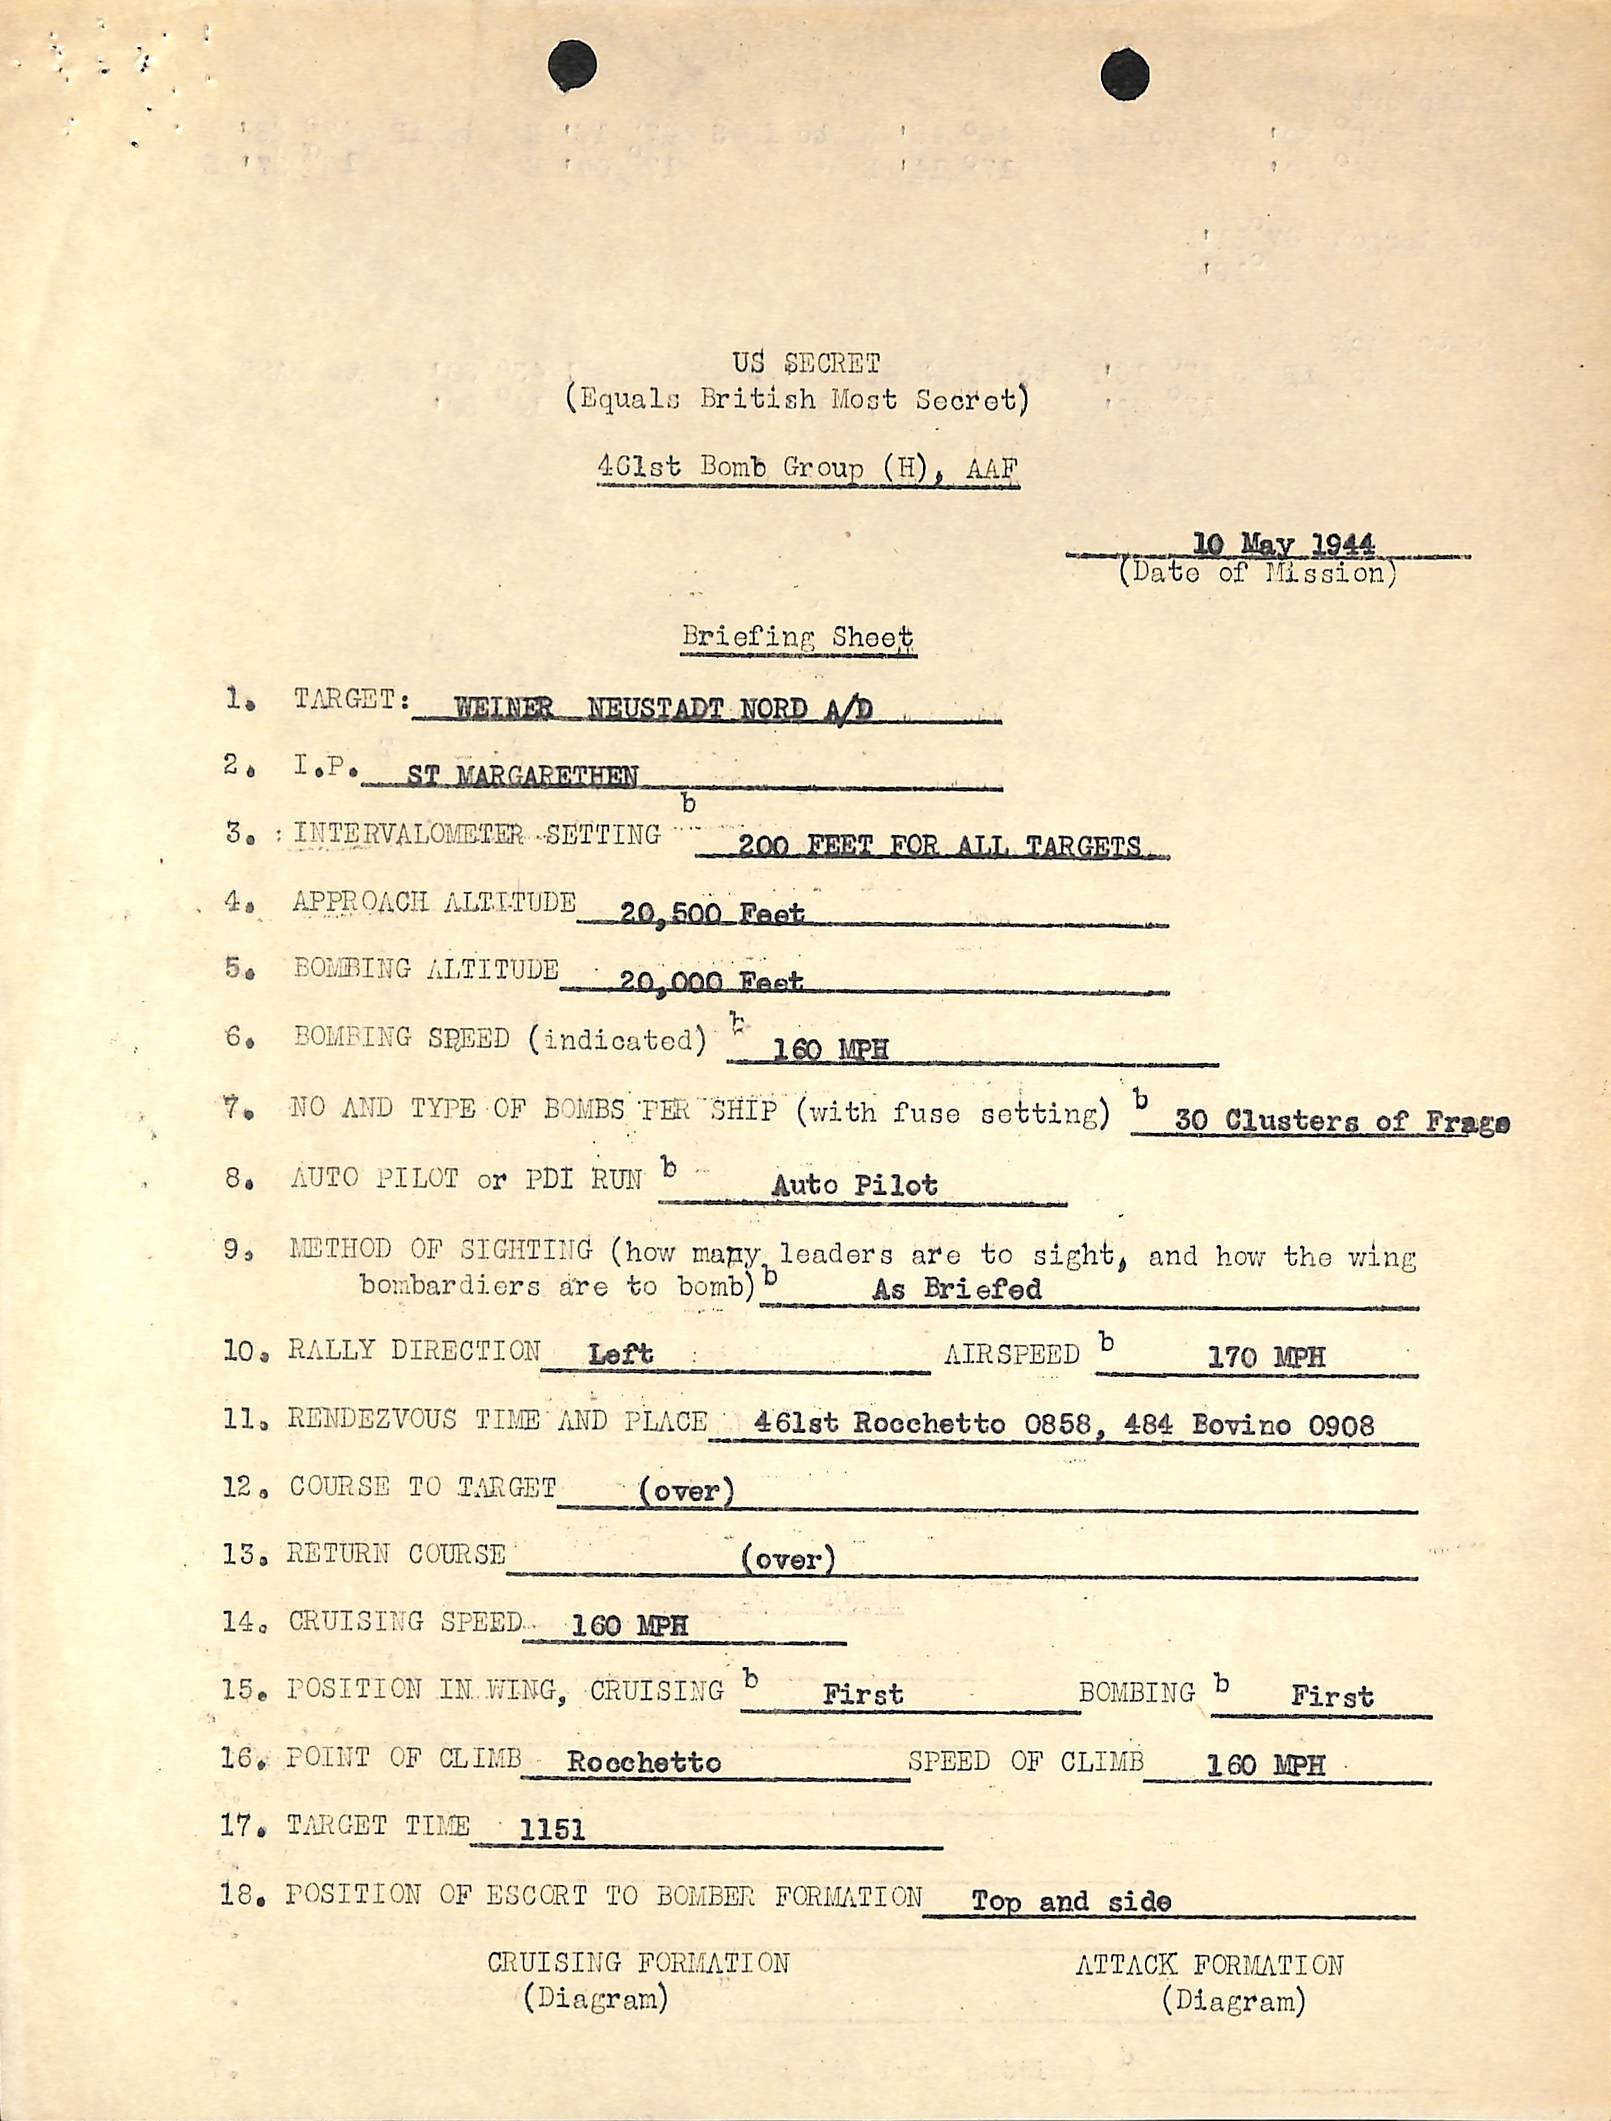 US SECRET
(Equals British Most Secret)
461st Bomb Group (H), AAF
10 May 1944
(Date of Mission)
Briefing Sheet
1. TARGET: WEINER NEUSTADT NORD A/D
2. I.P. ST MARGARETHEN
3. INTERVALOMETER SETTING b 200 FEET FOR ALL TARGETS
4. APPROACH ALTITUDE 20,500 Feet
5. BOMBING ALTITUDE 20,000 Feet
6. BOMBING SPEED (indicated) b 160 MPH
7. NO AND TYPE OF BOMBS PER SHIP (with fuse setting) b 30 Clusters of Frags
8. AUTO PILOT or PDI RUN b Auto Pilot
9. METHOD OF SIGHTING (how many leaders are to sight, and how the wing
bombardiers are to bomb) b As Briefed
10. RALLY DIRECTION Left AIRSPEED b 170 MPH
11. RENDEZVOUS TIME AND PLACE 461st Rocchetto 0858, 484 Bovino 0908
12. COURSE TO TARGET (over)
13. RETURN COURSE (over)
14. CRUISING SPEED 160 MPH
15. POSITION IN WING, CRUISING b First BOMBING b First
16. POINT OF CLIMB Rocchetto SPEED OF CLIMB 160 MPH
17. TARGET TIME 1151
18. POSITION OF ESCORT TO BOMBER FORMATION Top and side
CRUISING FORMATION ATTACK FORMATION
(Diagram) (Diagram)